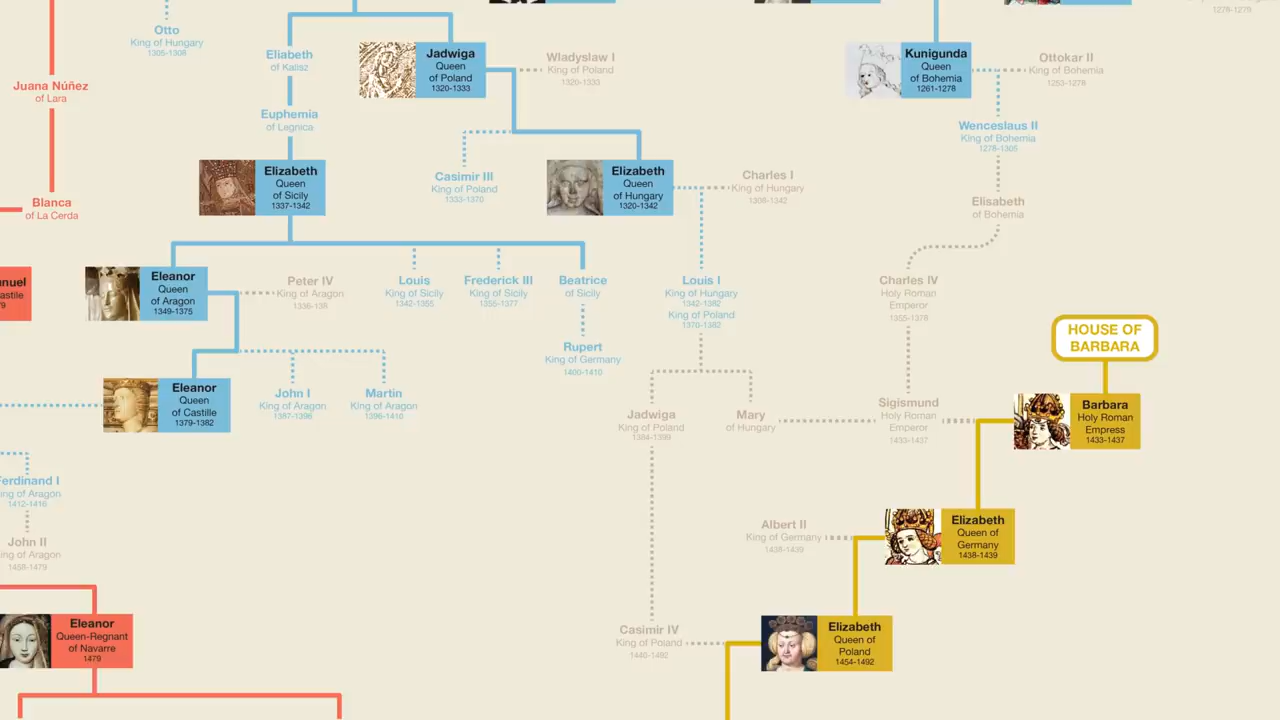 1278-1279
Otto
King of Hungary
1305-1308
Eliabeth
of Kalisz
Jadwiga
Queen
of Poland
1320-1333
Wladyslaw I
King of Poland
1320-1333
Kunigunda
Queen
of Bohemia
1261-1278
Ottokar II
King of Bohemia
1253-1278
Juana Núñez
of Lara
Euphemia
of Legnica
Wenceslaus II
King of Bohemia
1278-1305
Elizabeth
Queen
of Sicily
1337-1342
Casimir III
King of Poland
1333-1370
Elizabeth
Queen
of Hungary
1320-1342
Charles I
King of Hungary
1308-1342
Blanca
of La Cerda
Elisabeth
of Bohemia
nuel
astile
9
Eleanor
Queen
of Aragon
1349-1375
Peter IV
King of Aragon
1336-138
Louis
King of Sicily
1342-1355
Frederick III
King of Sicily
1355-1377
Beatrice
of Sicily
Louis I
King of Hungary
1342-1382
King of Poland
1370-1382
Charles IV
Holy Roman
Emperor
1355-1378
HOUSE OF
BARBARA
Rupert
King of Germany
1400-1410
Eleanor
Queen
of Castille
1379-1382
John I
King of Aragon
1387-1396
Martin
King of Aragon
1396-1410
Jadwiga
King of Poland
1384-1399
Mary
of Hungary
Sigismund
Holy Roman
Emperor
1433-1437
Barbara
Holy Roman
Empress
1433-1437
Ferdinand I
ing of Aragon
1412-1416
Albert II
King of Germany
1438-1439
Elizabeth
Queen of
Germany
1438-1439
John II
ing of Aragon
1458-1479
Eleanor
Queen-Regnant
of Navarre
1479
Casimir IV
King of Poland
1440-1492
Elizabeth
Queen of
Poland
1454-1492